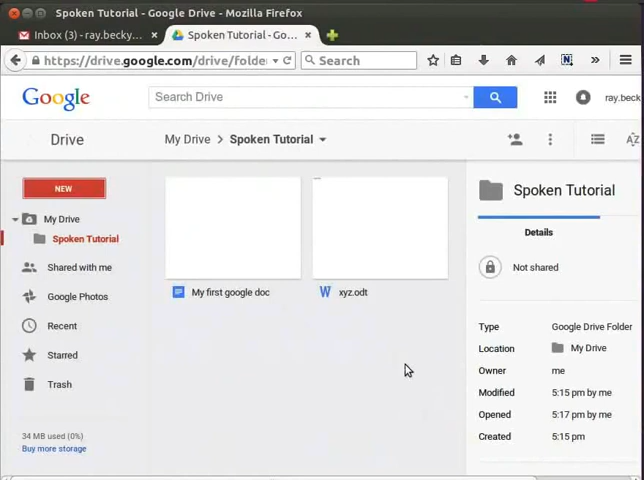 Spoken Tutorial - Google Drive - Mozilla Firefox
Inbox (3) - ray.becky... ×
Spoken Tutorial - Go... ×
https://drive.google.com/drive/folde
Search
Google
Search Drive
ray.beck
Drive
My Drive > Spoken Tutorial
AZ
NEW
My Drive
Spoken Tutorial
Shared with me
Google Photos
Recent
Starred
Trash
34 MB used (0%)
Buy more storage
My first google doc
W xyz.odt
Spoken Tutorial
Details
Not shared
Type Google Drive Folder
Location My Drive
Owner me
Modified 5:15 pm by me
Opened 5:17 pm by me
Created 5:15 pm